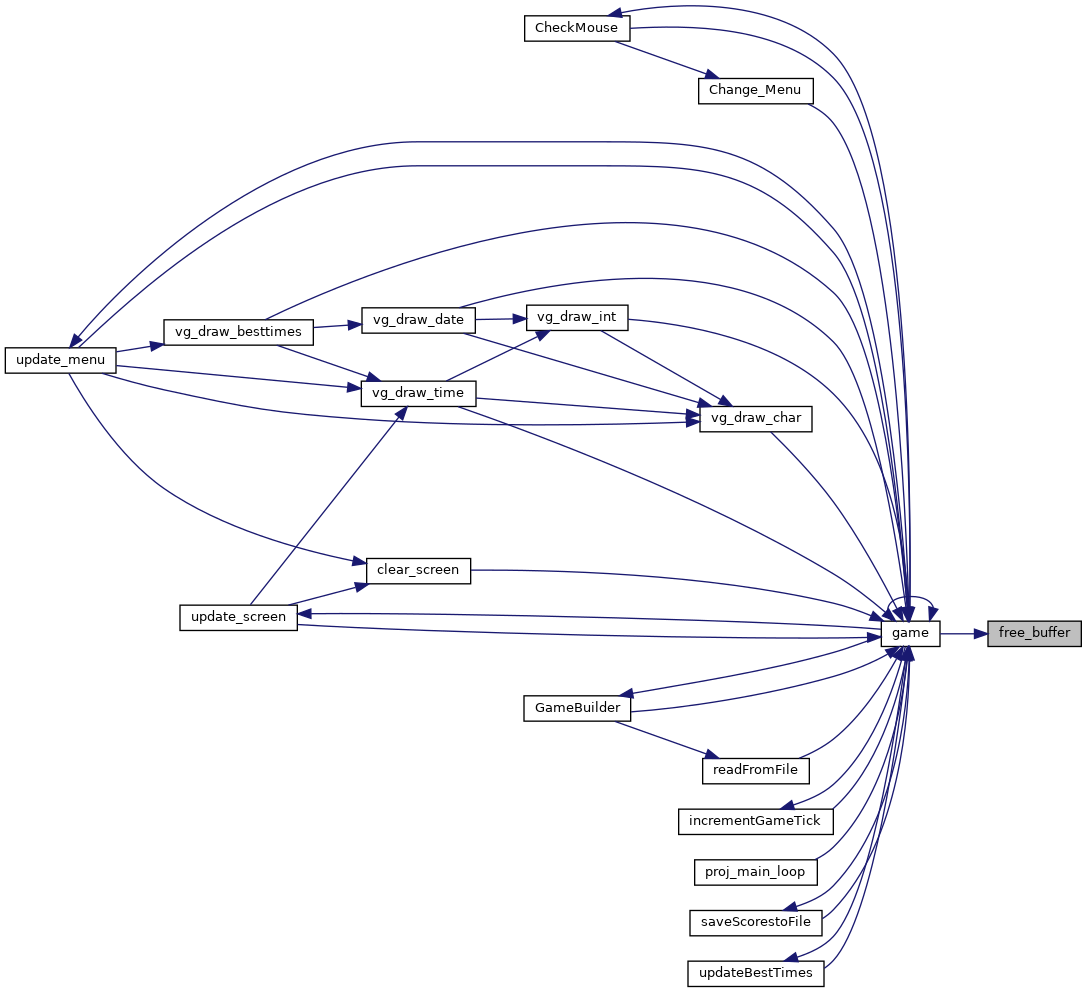 CheckMouse
Change_Menu
vg_draw_int
vg_draw_date
vg_draw_besttimes
update_menu
vg_draw_time
vg_draw_char
clear_screen
update_screen
game
free_buffer
GameBuilder
readFromFile
incrementGameTick
proj_main_loop
saveScorestoFile
updateBestTimes